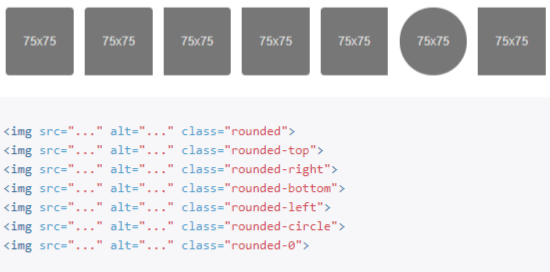 75x75 75x75 75x75 75x75 75x75 75x75 75x75
<img src="..." alt="..." class="rounded">
<img src="..." alt="..." class="rounded-top">
<img src="..." alt="..." class="rounded-right">
<img src="..." alt="..." class="rounded-bottom">
<img src="..." alt="..." class="rounded-left">
<img src="..." alt="..." class="rounded-circle">
<img src="..." alt="..." class="rounded-0">